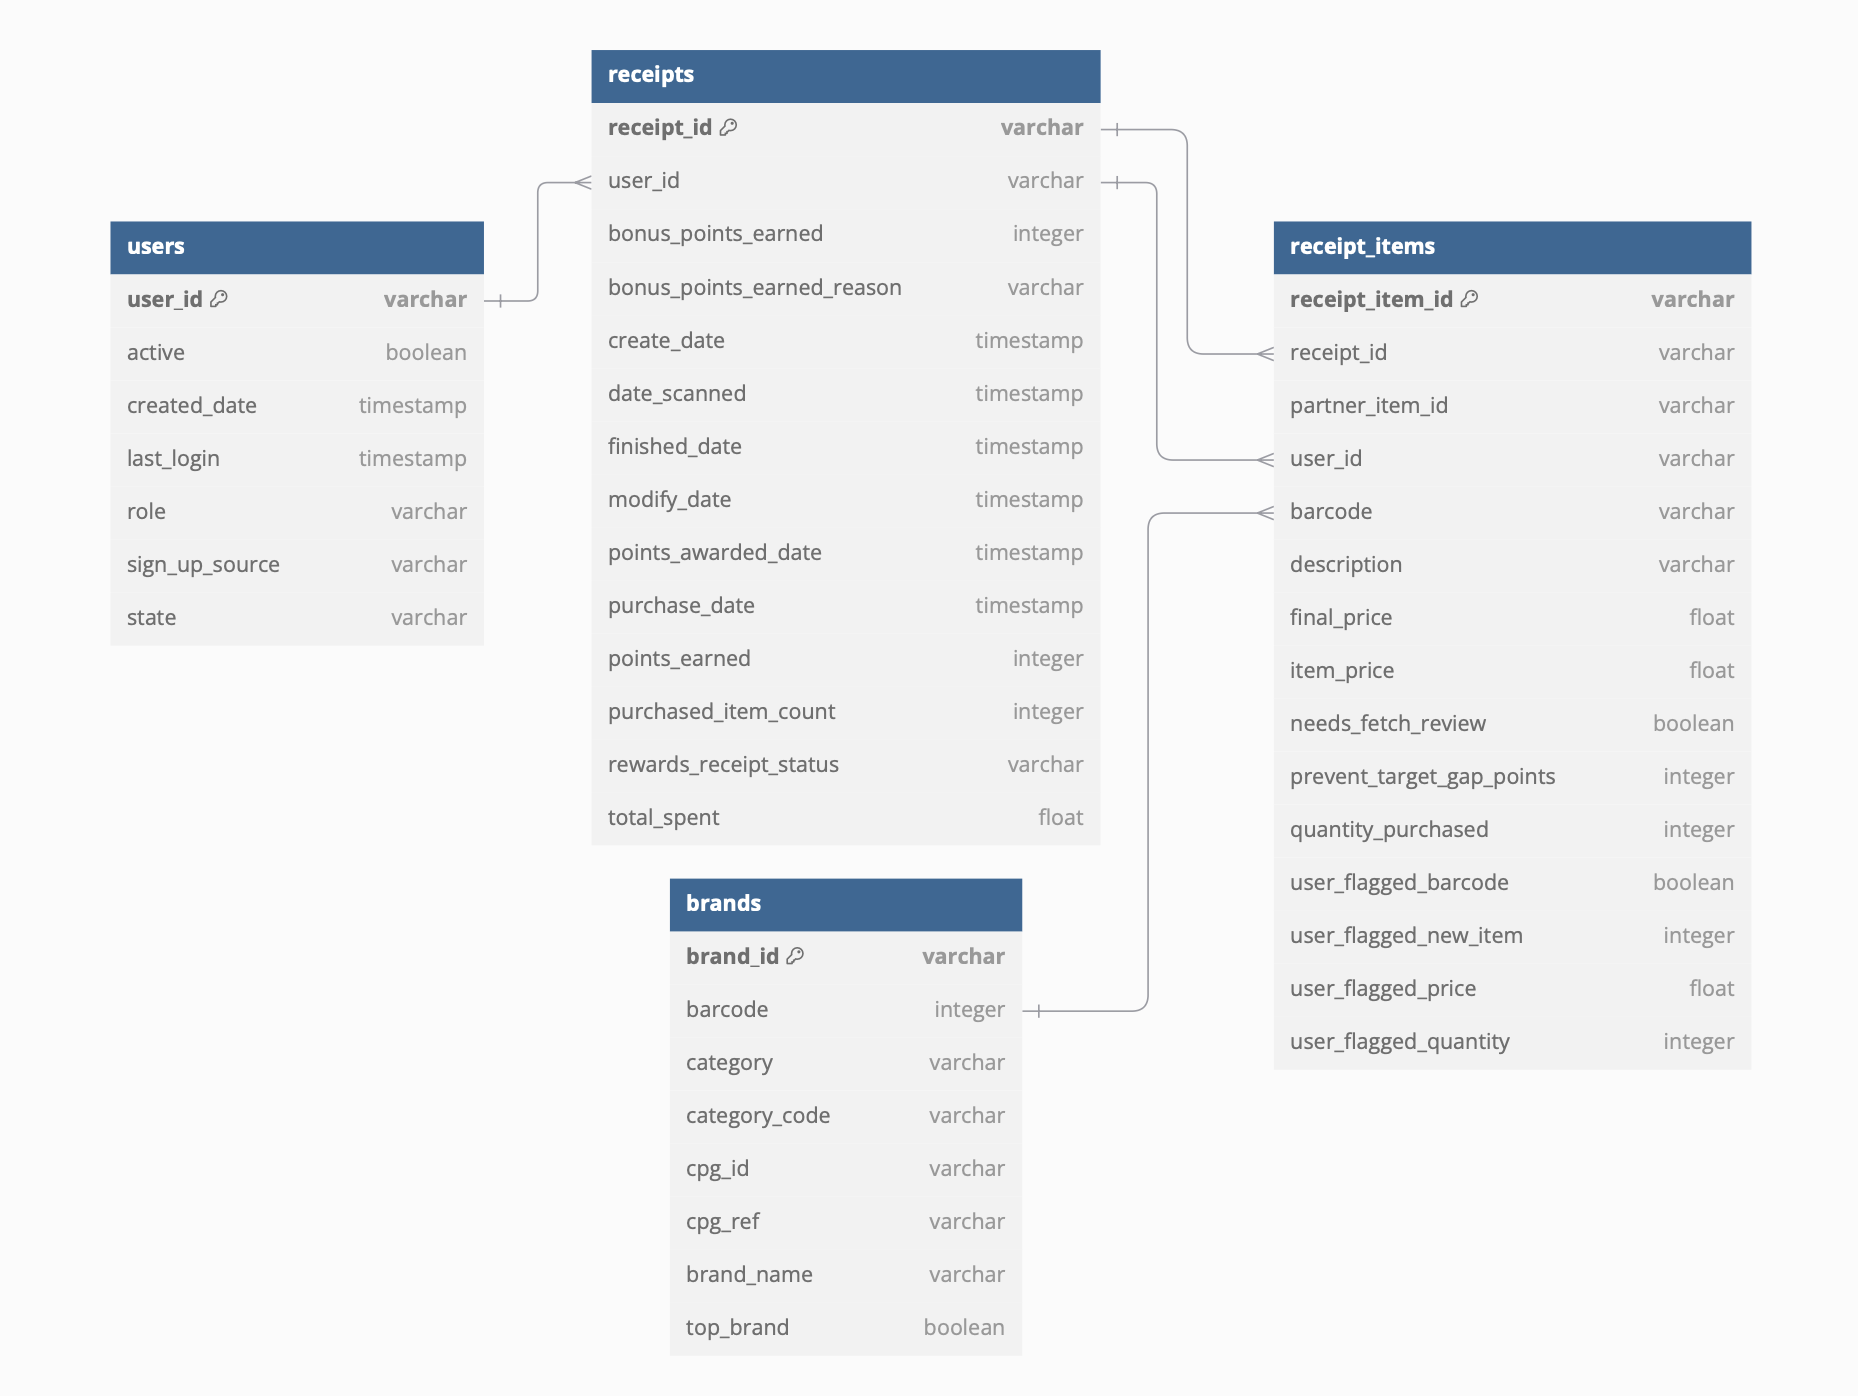 receipts
receipt_id varchar
user_id varchar
bonus_points_earned integer
bonus_points_earned_reason varchar
create_date timestamp
date_scanned timestamp
finished_date timestamp
modify_date timestamp
points_awarded_date timestamp
purchase_date timestamp
points_earned integer
purchased_item_count integer
rewards_receipt_status varchar
total_spent float
users
user_id varchar
active boolean
created_date timestamp
last_login timestamp
role varchar
sign_up_source varchar
state varchar
receipt_items
receipt_item_id varchar
receipt_id varchar
partner_item_id varchar
user_id varchar
barcode varchar
description varchar
final_price float
item_price float
needs_fetch_review boolean
prevent_target_gap_points integer
quantity_purchased integer
user_flagged_barcode boolean
user_flagged_new_item integer
user_flagged_price float
user_flagged_quantity integer
brands
brand_id varchar
barcode integer
category varchar
category_code varchar
cpg_id varchar
cpg_ref varchar
brand_name varchar
top_brand boolean